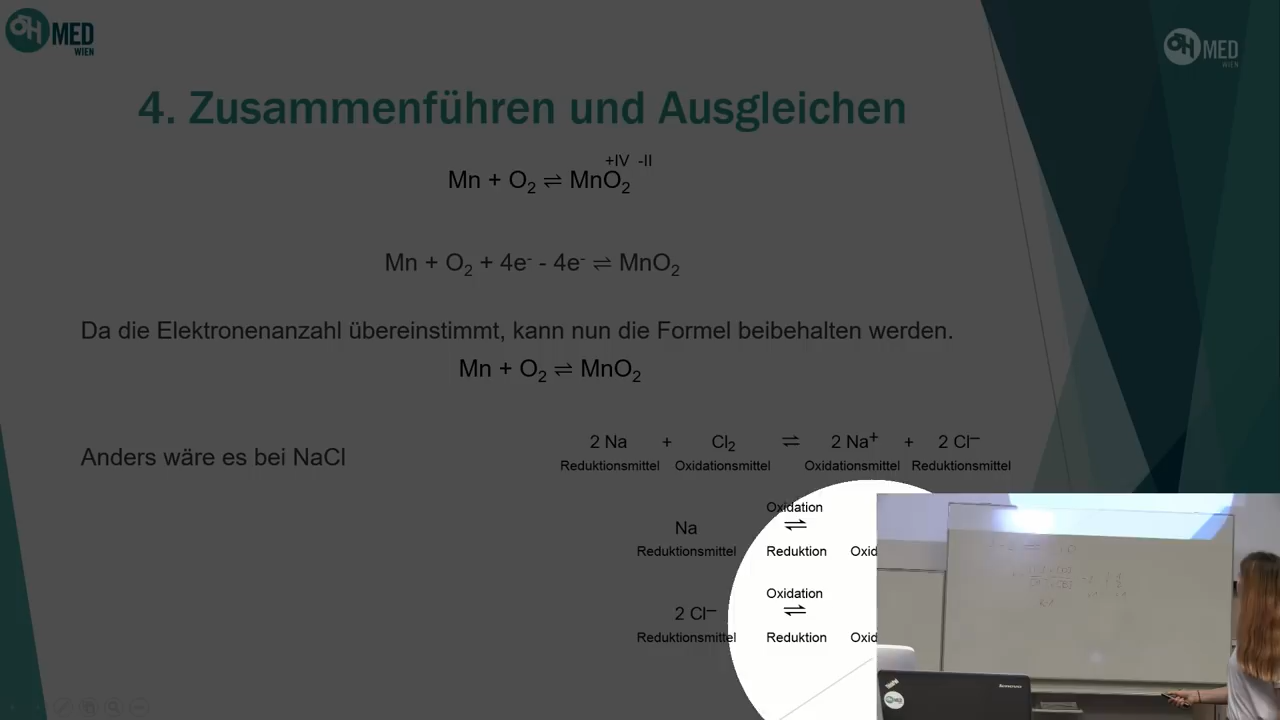 ÖH MED
WIEN
ÖH MED
WIEN
4. Zusammenführen und Ausgleichen
+IV -II
Mn + O₂ ⇌ MnO₂
Mn + O₂ + 4e⁻ - 4e⁻ ⇌ MnO₂
Da die Elektronenanzahl übereinstimmt, kann nun die Formel beibehalten werden.
Mn + O₂ ⇌ MnO₂
Anders wäre es bei NaCl
2 Na + Cl₂ ⇌ 2 Na⁺ + 2 Cl⁻
Reduktionsmittel Oxidationsmittel Oxidationsmittel Reduktionsmittel
Oxidation
Na ⇌
Reduktionsmittel Reduktion Oxid
Oxidation
2 Cl⁻ ⇌
Reduktionsmittel Reduktion Oxid
Lenovo